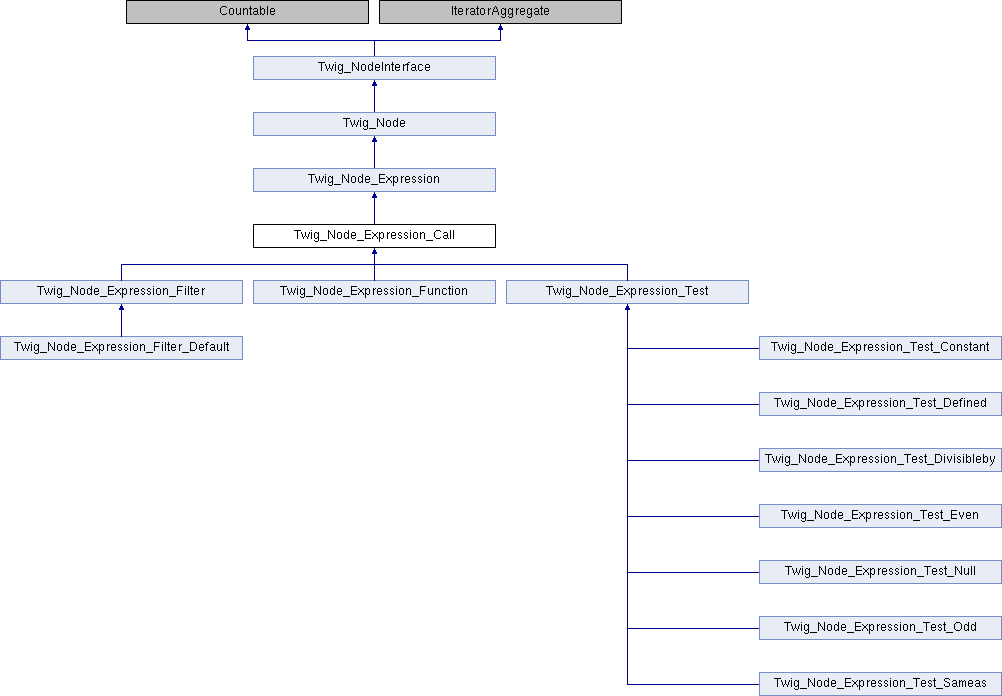 Countable
IteratorAggregate
Twig_NodeInterface
Twig_Node
Twig_Node_Expression
Twig_Node_Expression_Call
Twig_Node_Expression_Filter
Twig_Node_Expression_Function
Twig_Node_Expression_Test
Twig_Node_Expression_Filter_Default
Twig_Node_Expression_Test_Constant
Twig_Node_Expression_Test_Defined
Twig_Node_Expression_Test_Divisibleby
Twig_Node_Expression_Test_Even
Twig_Node_Expression_Test_Null
Twig_Node_Expression_Test_Odd
Twig_Node_Expression_Test_Sameas